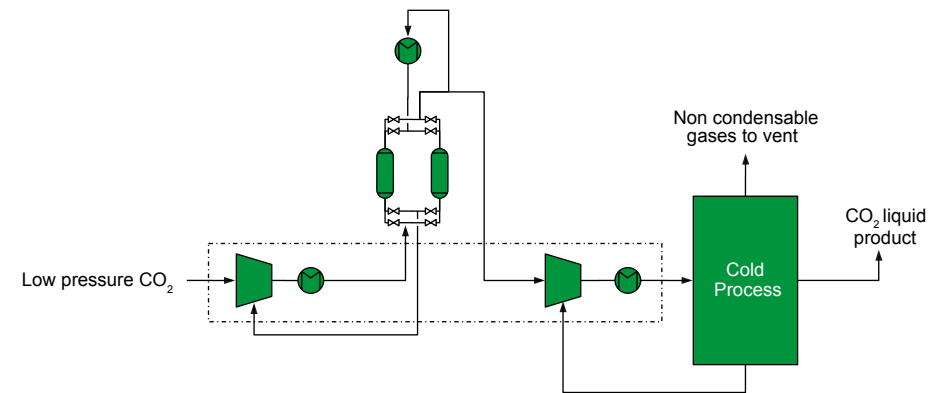 Non condensable
gases to vent
CO₂ liquid
product
Low pressure CO₂
Cold
Process